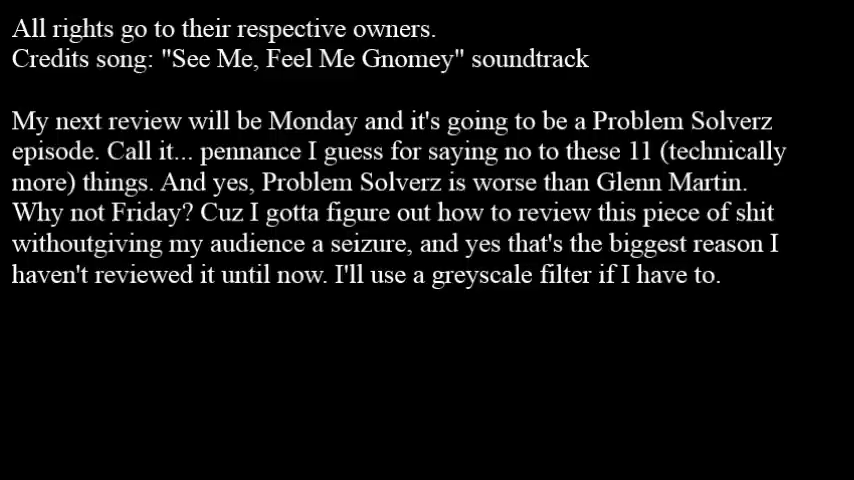 All rights go to their respective owners.
Credits song: "See Me, Feel Me Gnomey" soundtrack
My next review will be Monday and it's going to be a Problem Solverz
episode. Call it... pennance I guess for saying no to these 11 (technically
more) things. And yes, Problem Solverz is worse than Glenn Martin.
Why not Friday? Cuz I gotta figure out how to review this piece of shit
withoutgiving my audience a seizure, and yes that's the biggest reason I
haven't reviewed it until now. I'll use a greyscale filter if I have to.